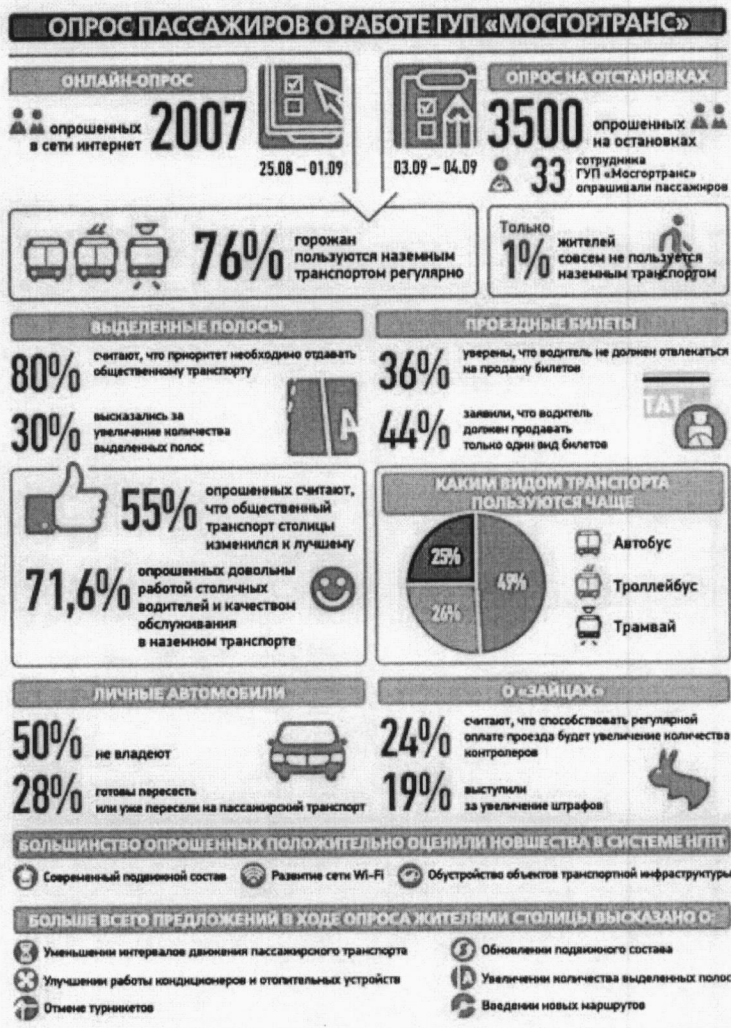 ОПРОС ПАССАЖИРОВ О РАБОТЕ ГУП «МОСГОРТРАНС»
ОНЛАЙН-ОПРОС
опрошенных
в сети интернет
2007
25.08 – 01.09
03.09 – 04.09
ОПРОС НА ОТСТАНОВКАХ
3500
опрошенных
на остановках
33
сотрудника
ГУП «Мосгортранс»
опрашивали пассажиров
76%
горожан
пользуются наземным
транспортом регулярно
Только
1%
жителей
совсем не пользуется
наземным транспортом
ВЫДЕЛЕННЫЕ ПОЛОСЫ
80%
считают, что приоритет необходимо отдавать
общественному транспорту
30%
высказались за
увеличение количества
выделенных полос
А
ПРОЕЗДНЫЕ БИЛЕТЫ
36%
уверены, что водитель не должен отвлекаться
на продажу билетов
44%
заявили, что водитель
должен продавать
только один вид билетов
ТАТ
55%
опрошенных считают,
что общественный
транспорт столицы
изменился к лучшему
71,6%
опрошенных довольны
работой столичных
водителей и качеством
обслуживания
в наземном транспорте
КАКИМ ВИДОМ ТРАНСПОРТА
ПОЛЬЗУЮТСЯ ЧАЩЕ
25%
49%
26%
Автобус
Троллейбус
Трамвай
ЛИЧНЫЕ АВТОМОБИЛИ
50%
не владеют
28%
готовы пересесть
или уже пересели на пассажирский транспорт
О «ЗАЙЦАХ»
24%
считают, что способствовать регулярной
оплате проезда будет увеличение количества
контролеров
19%
выступили
за увеличение штрафов
БОЛЬШИНСТВО ОПРОШЕННЫХ ПОЛОЖИТЕЛЬНО ОЦЕНИЛИ НОВШЕСТВА В СИСТЕМЕ НГПТ
Современный подвижной состав
Развитие сети Wi-Fi
Обустройство объектов транспортной инфраструктуры
БОЛЬШЕ ВСЕГО ПРЕДЛОЖЕНИЙ В ХОДЕ ОПРОСА ЖИТЕЛЯМИ СТОЛИЦЫ ВЫСКАЗАНО О:
Уменьшении интервалов движения пассажирского транспорта
Улучшении работы кондиционеров и отопительных устройств
Отмене турникетов
Обновлении подвижного состава
Увеличении количества выделенных полос
Введении новых маршрутов